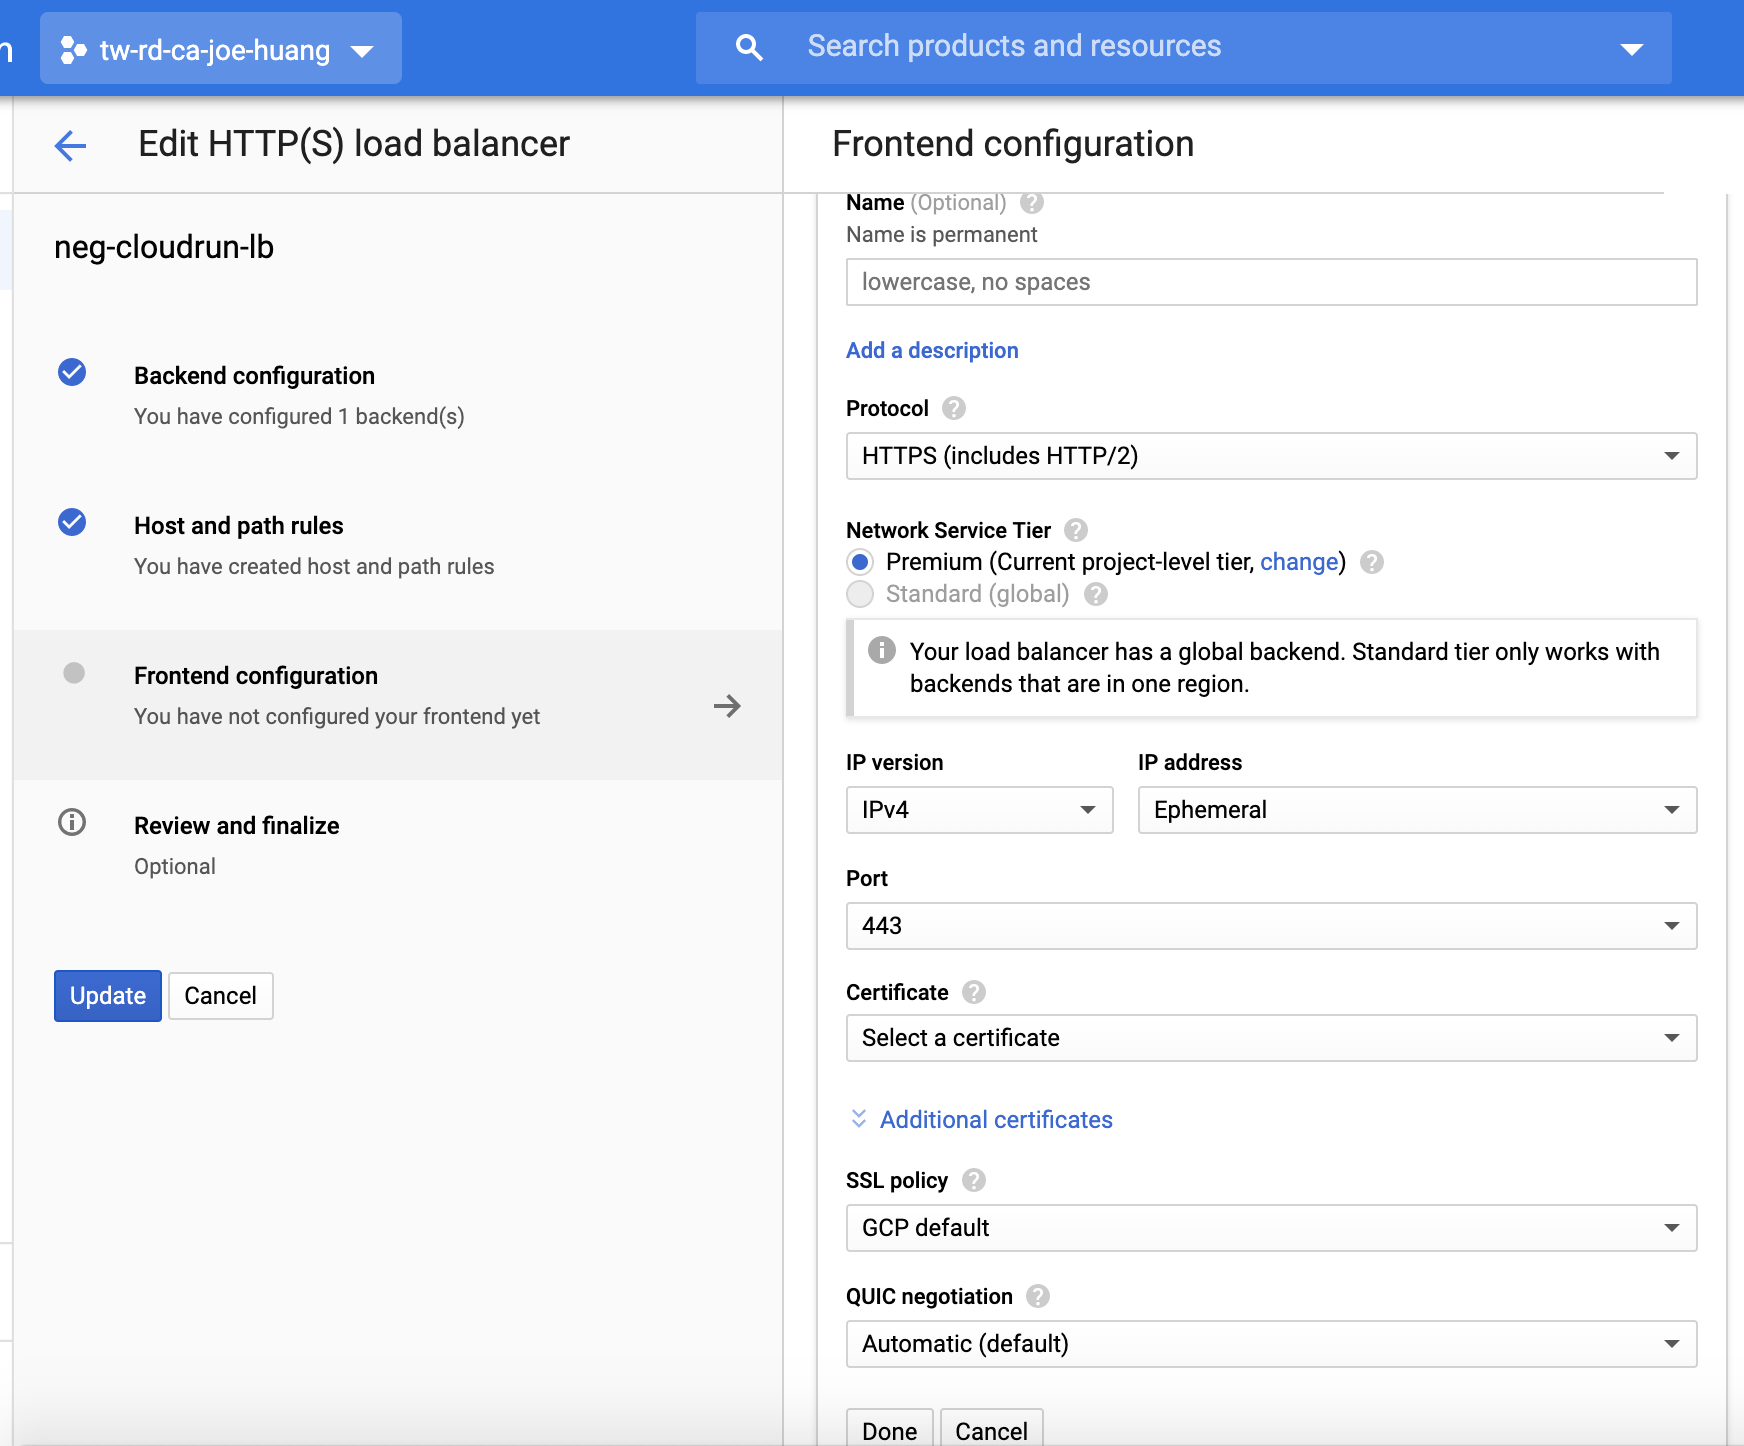 tw-rd-ca-joe-huang
Search products and resources
Edit HTTP(S) load balancer
neg-cloudrun-lb
Backend configuration
You have configured 1 backend(s)
Host and path rules
You have created host and path rules
Frontend configuration
You have not configured your frontend yet
Review and finalize
Optional
Update Cancel
Frontend configuration
Name (Optional)
Name is permanent
lowercase, no spaces
Add a description
Protocol
HTTPS (includes HTTP/2)
Network Service Tier
Premium (Current project-level tier, change)
Standard (global)
Your load balancer has a global backend. Standard tier only works with
backends that are in one region.
IP version IP address
IPv4 Ephemeral
Port
443
Certificate
Select a certificate
Additional certificates
SSL policy
GCP default
QUIC negotiation
Automatic (default)
Done Cancel